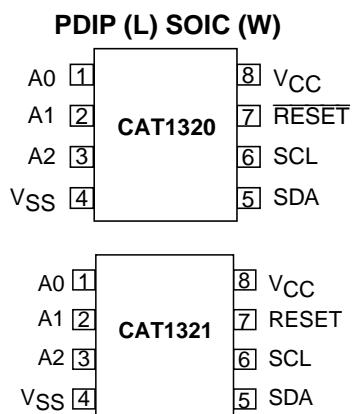 PDIP (L) SOIC (W)
A0 1 8 VCC
A1 2 CAT1320 7 RESET
A2 3 6 SCL
VSS 4 5 SDA
A0 1 8 VCC
A1 2 CAT1321 7 RESET
A2 3 6 SCL
VSS 4 5 SDA